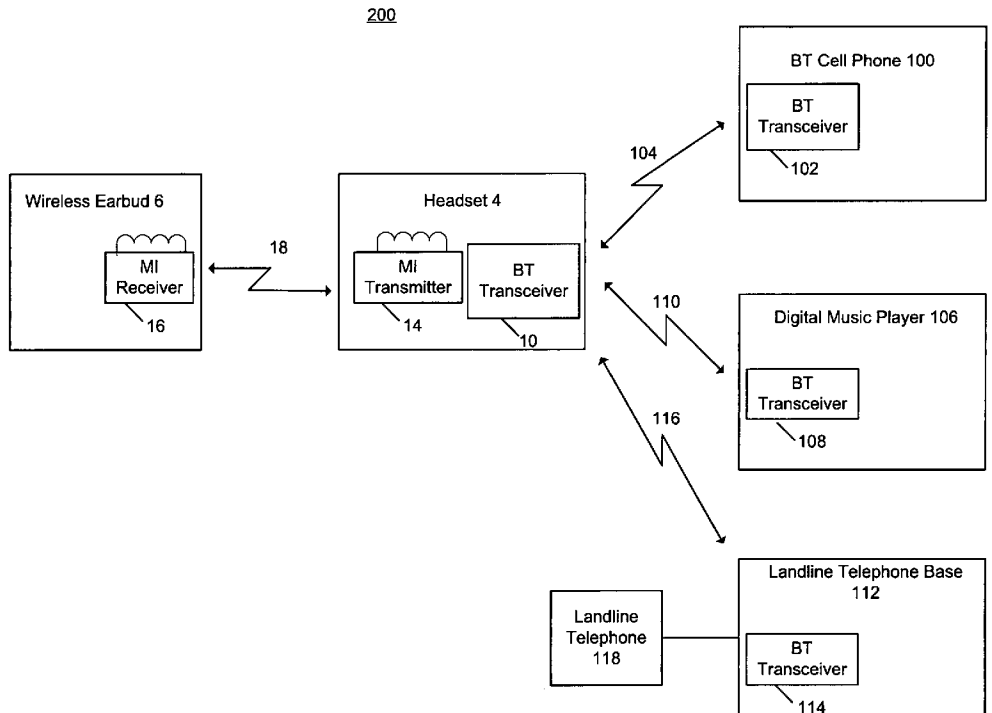 200
BT Cell Phone 100
BT
Transceiver
102
104
Wireless Earbud 6
MI
Receiver
16
18
Headset 4
MI
Transmitter
14
BT
Transceiver
10
110
Digital Music Player 106
BT
Transceiver
108
116
Landline Telephone Base
112
BT
Transceiver
114
Landline
Telephone
118